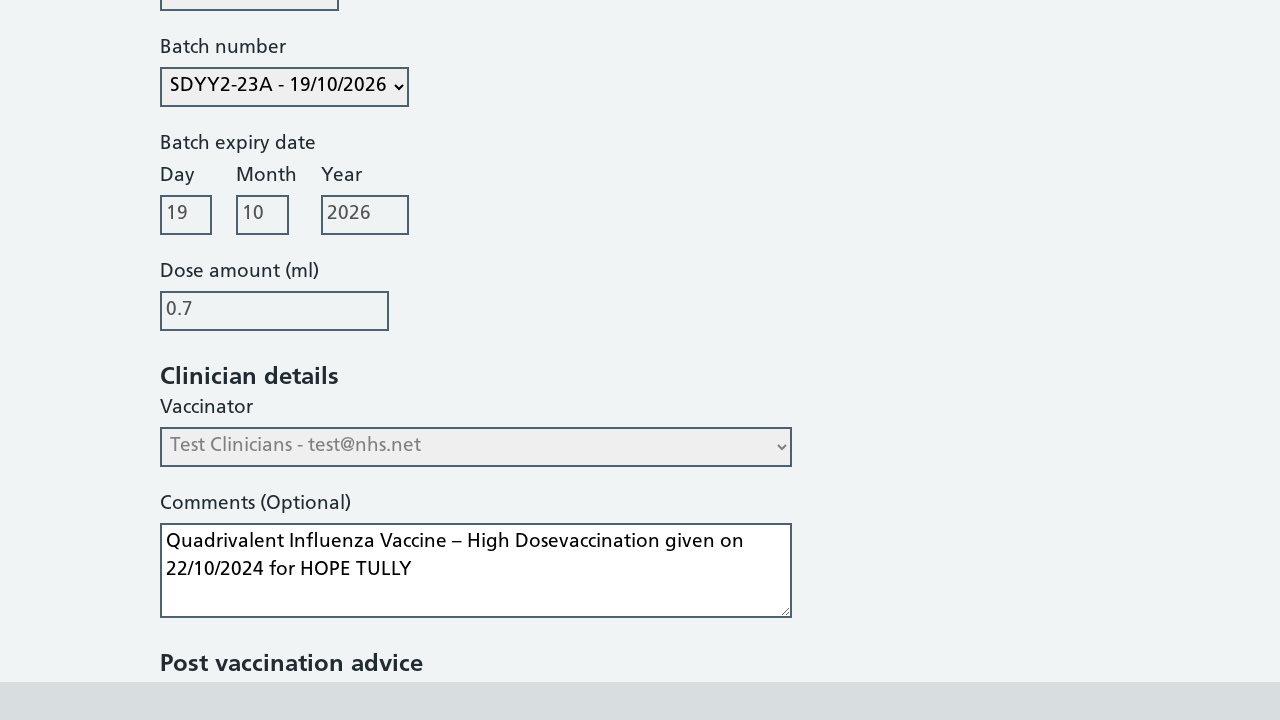 Batch number
SDYY2-23A - 19/10/2026
Batch expiry date
Day Month Year
19 10 2026
Dose amount (ml)
0.7
Clinician details
Vaccinator
Test Clinicians - test@nhs.net
Comments (Optional)
Quadrivalent Influenza Vaccine – High Dosevaccination given on
22/10/2024 for HOPE TULLY
Post vaccination advice